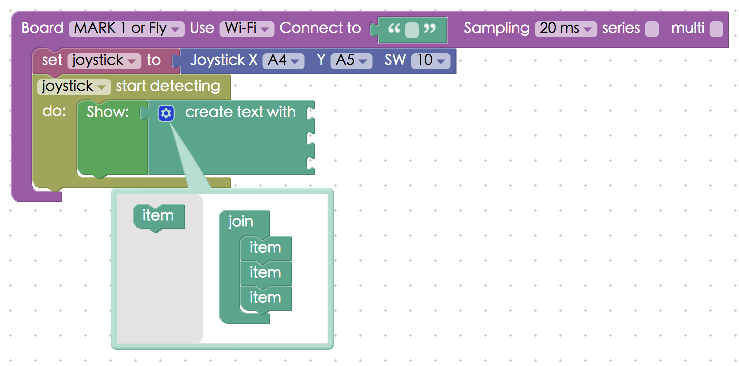 Board MARK 1 or Fly Use Wi-Fi Connect to “ ” Sampling 20 ms series multi
set joystick to Joystick X A4 Y A5 SW 10
joystick start detecting
do: Show: create text with
item
join
item
item
item